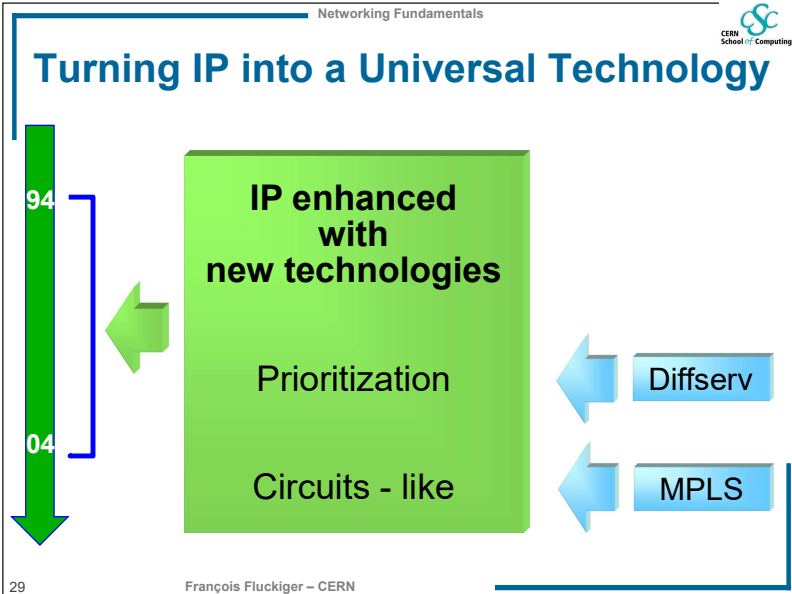 Networking Fundamentals
CSC
CERN
School of Computing
Turning IP into a Universal Technology
94
IP enhanced
with
new technologies
Prioritization
Diffserv
04
Circuits - like
MPLS
29
François Fluckiger – CERN